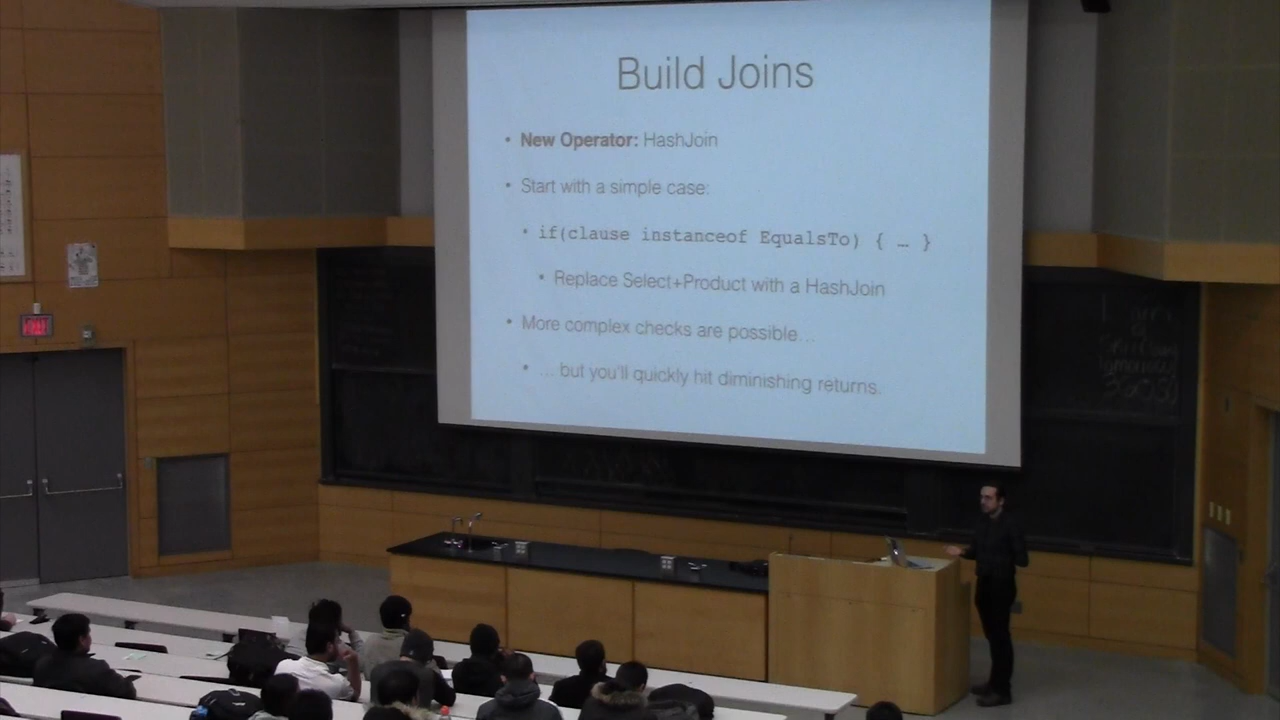 Build Joins
• New Operator: HashJoin
• Start with a simple case:
• if(clause instanceof EqualsTo) { … }
• Replace Select+Product with a HashJoin
• More complex checks are possible…
• … but you'll quickly hit diminishing returns.